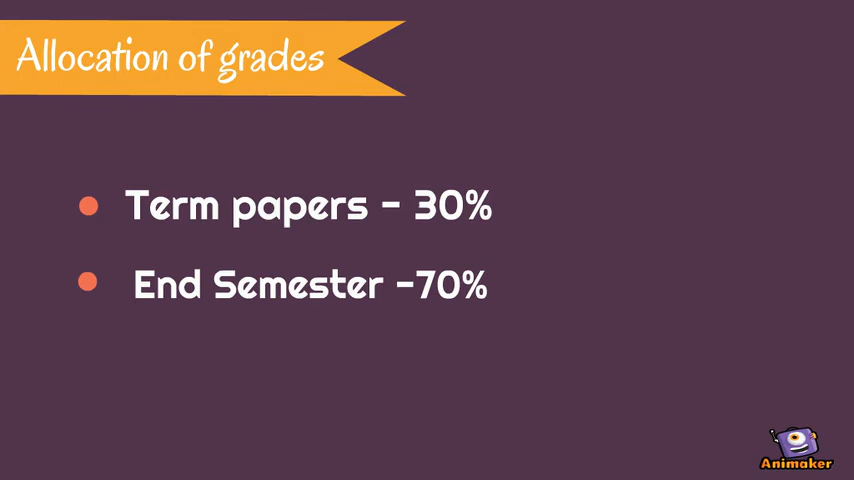 Allocation of grades
Term papers - 30%
End Semester -70%
Animaker